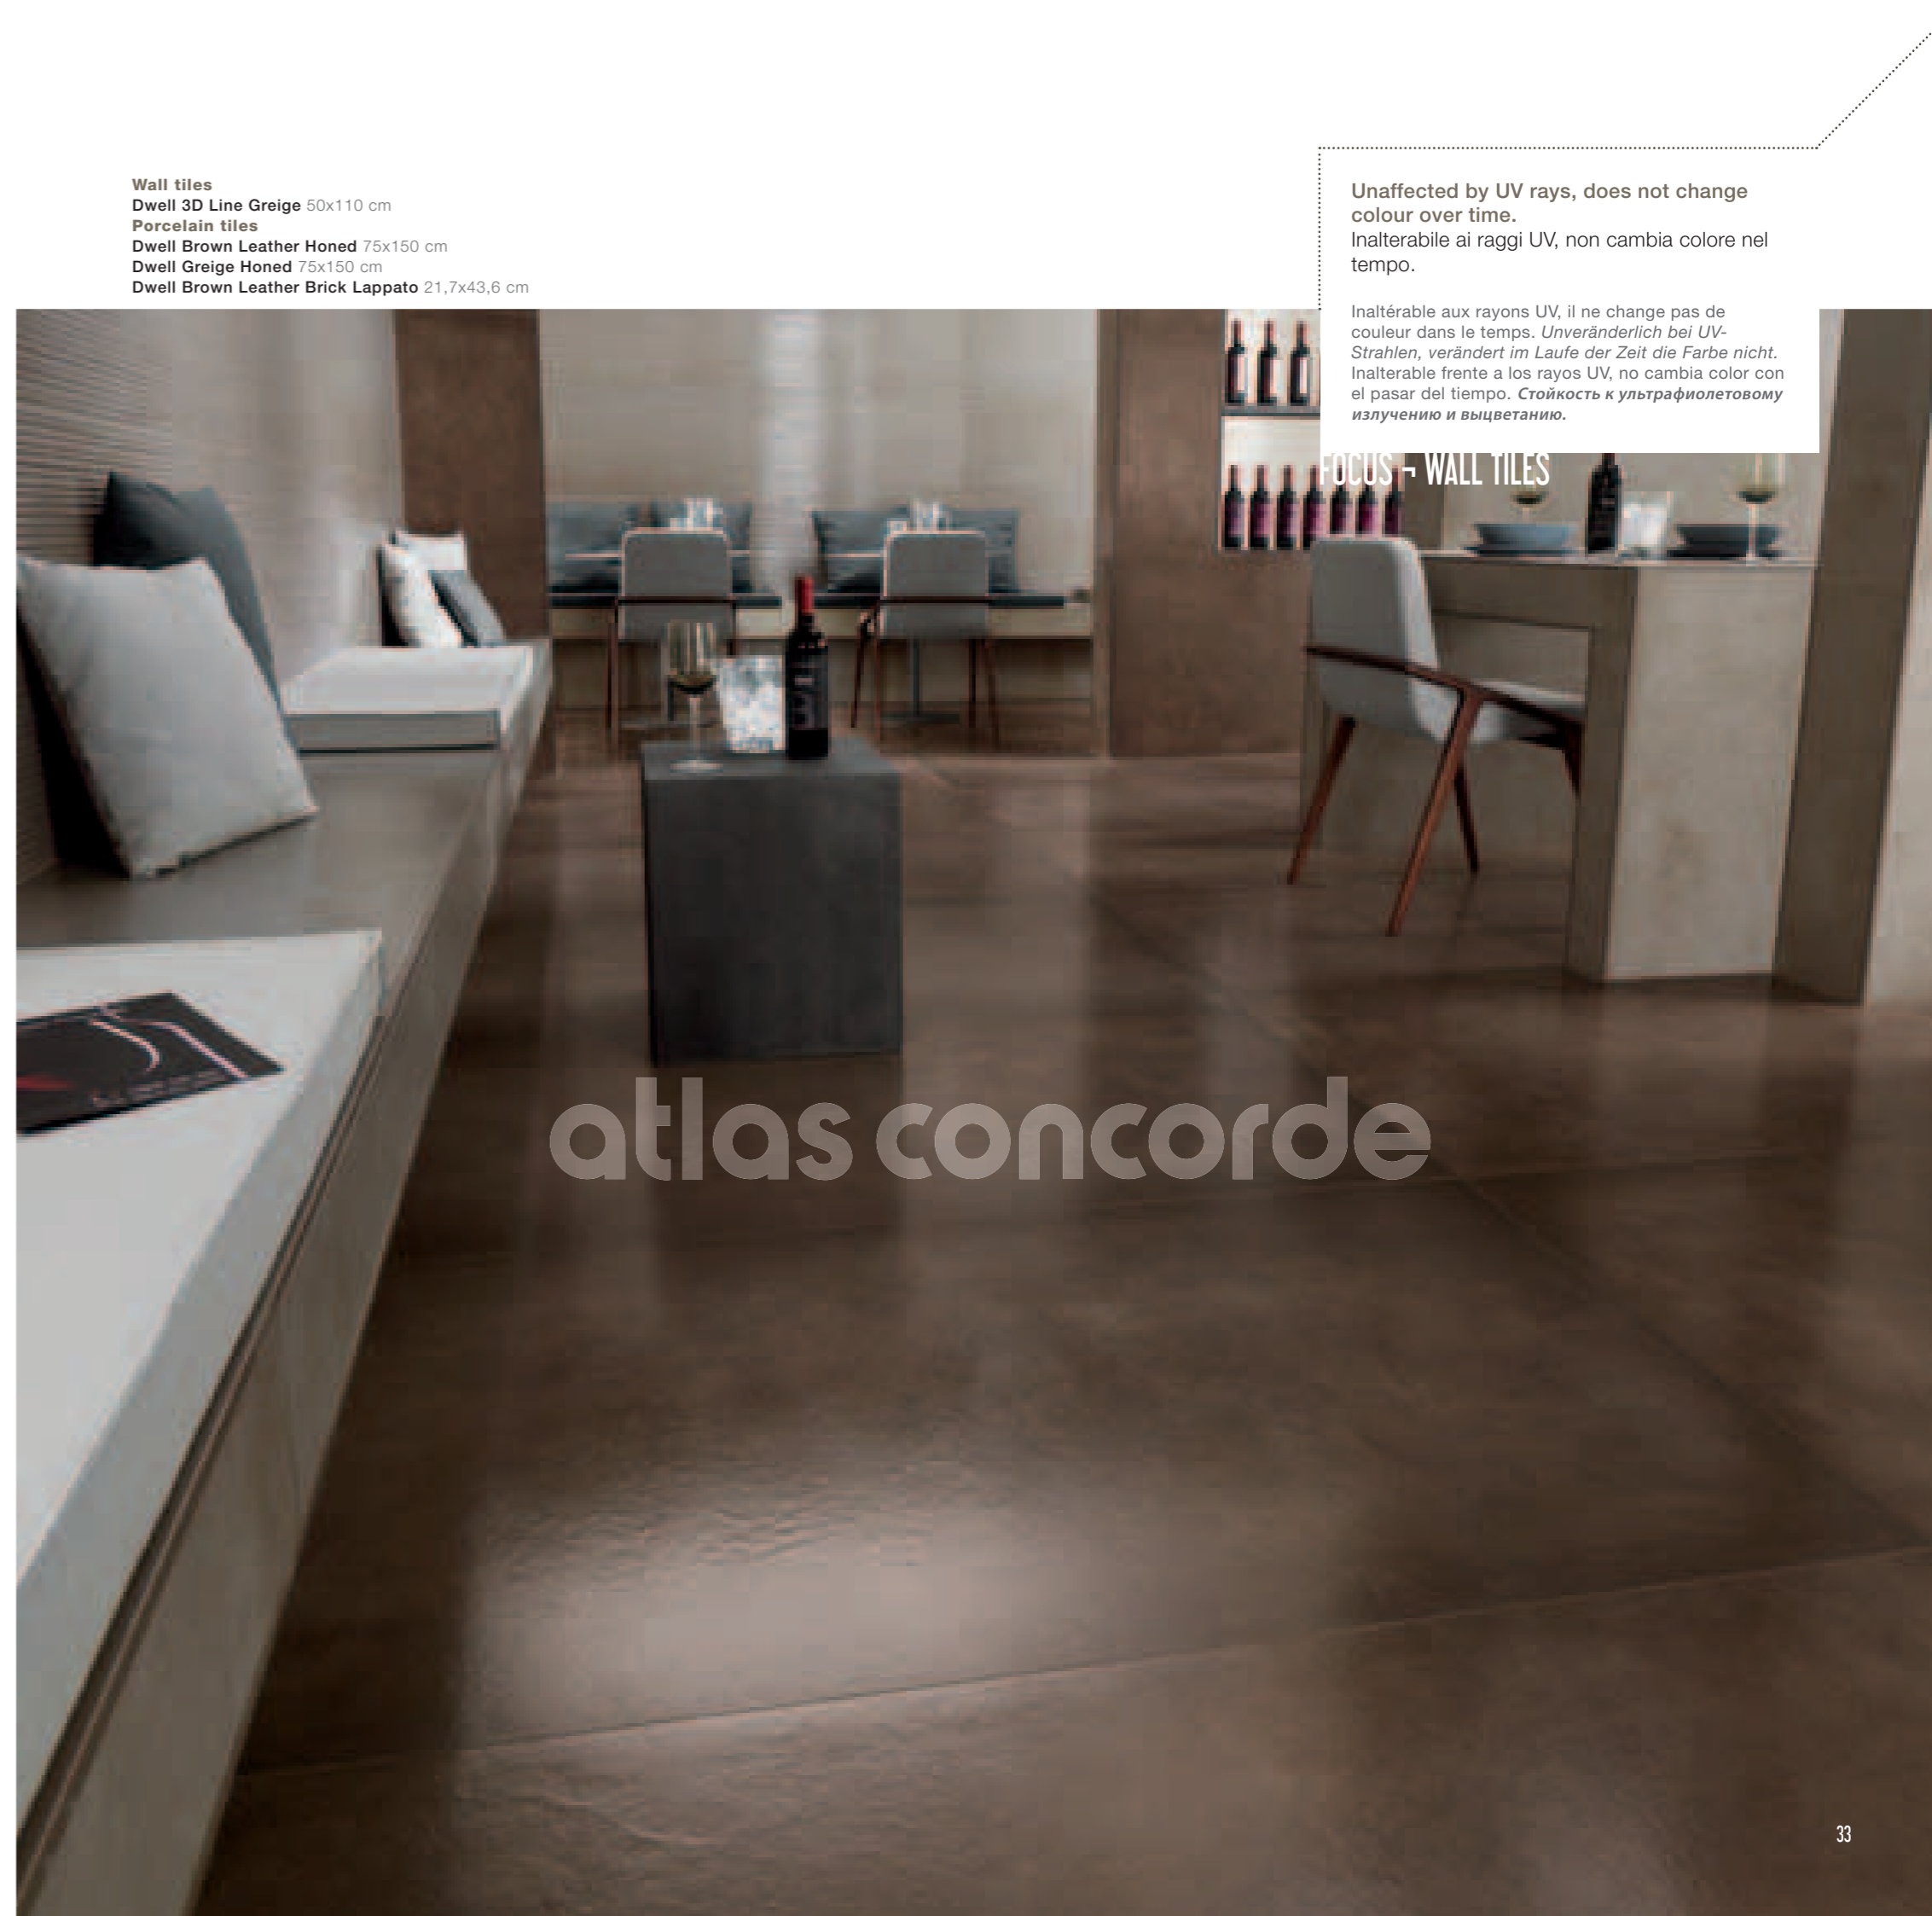 Wall tiles
Dwell 3D Line Greige 50x110 cm
Porcelain tiles
Dwell Brown Leather Honed 75x150 cm
Dwell Greige Honed 75x150 cm
Dwell Brown Leather Brick Lappato 21,7x43,6 cm
Unaffected by UV rays, does not change
colour over time.
Inalterabile ai raggi UV, non cambia colore nel
tempo.
Inaltérable aux rayons UV, il ne change pas de
couleur dans le temps. Unveränderlich bei UV-
Strahlen, verändert im Laufe der Zeit die Farbe nicht.
Inalterable frente a los rayos UV, no cambia color con
el pasar del tiempo. Стойкость к ультрафиолетовому
излучению и выцветанию.
FOCUS ¬ WALL TILES
atlas concorde
33